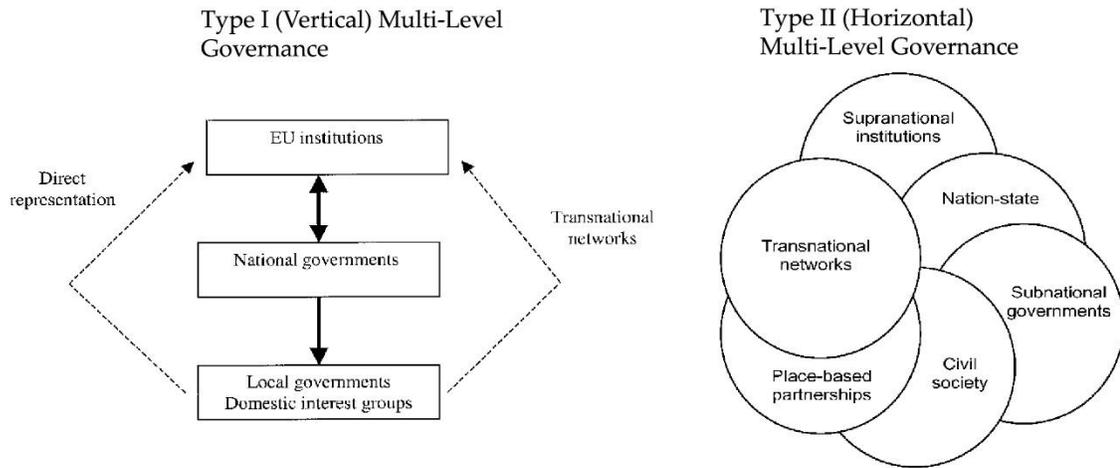 Type I (Vertical) Multi-Level
Governance
EU institutions
Direct
representation
Transnational
networks
National governments
Local governments
Domestic interest groups
Type II (Horizontal)
Multi-Level Governance
Supranational
institutions
Nation-state
Transnational
networks
Subnational
governments
Civil
society
Place-based
partnerships